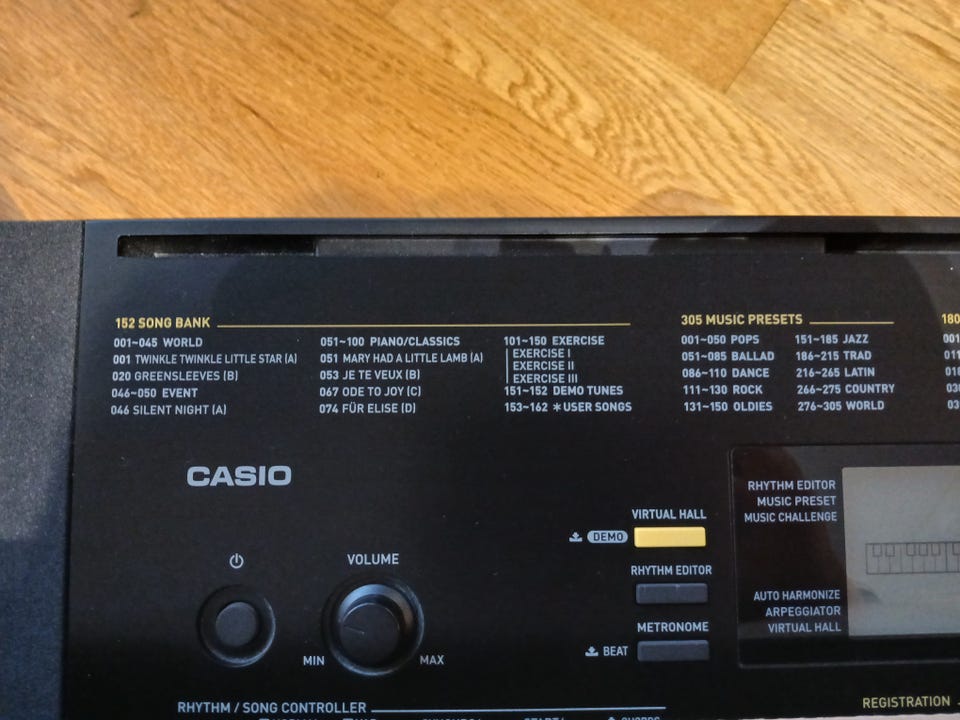 152 SONG BANK
001~045 WORLD
001 TWINKLE TWINKLE LITTLE STAR (A)
020 GREENSLEEVES (B)
046~050 EVENT
046 SILENT NIGHT (A)
051~100 PIANO/CLASSICS
051 MARY HAD A LITTLE LAMB (A)
053 JE TE VEUX (B)
067 ODE TO JOY (C)
074 FÜR ELISE (D)
101~150 EXERCISE
EXERCISE I
EXERCISE II
EXERCISE III
151~152 DEMO TUNES
153~162 *USER SONGS
305 MUSIC PRESETS
001~050 POPS
051~085 BALLAD
086~110 DANCE
111~130 ROCK
131~150 OLDIES
151~185 JAZZ
186~215 TRAD
216~265 LATIN
266~275 COUNTRY
276~305 WORLD
180
CASIO
VOLUME
MIN
MAX
VIRTUAL HALL
DEMO
RHYTHM EDITOR
METRONOME
BEAT
RHYTHM EDITOR
MUSIC PRESET
MUSIC CHALLENGE
AUTO HARMONIZE
ARPEGGIATOR
VIRTUAL HALL
RHYTHM / SONG CONTROLLER
REGISTRATION